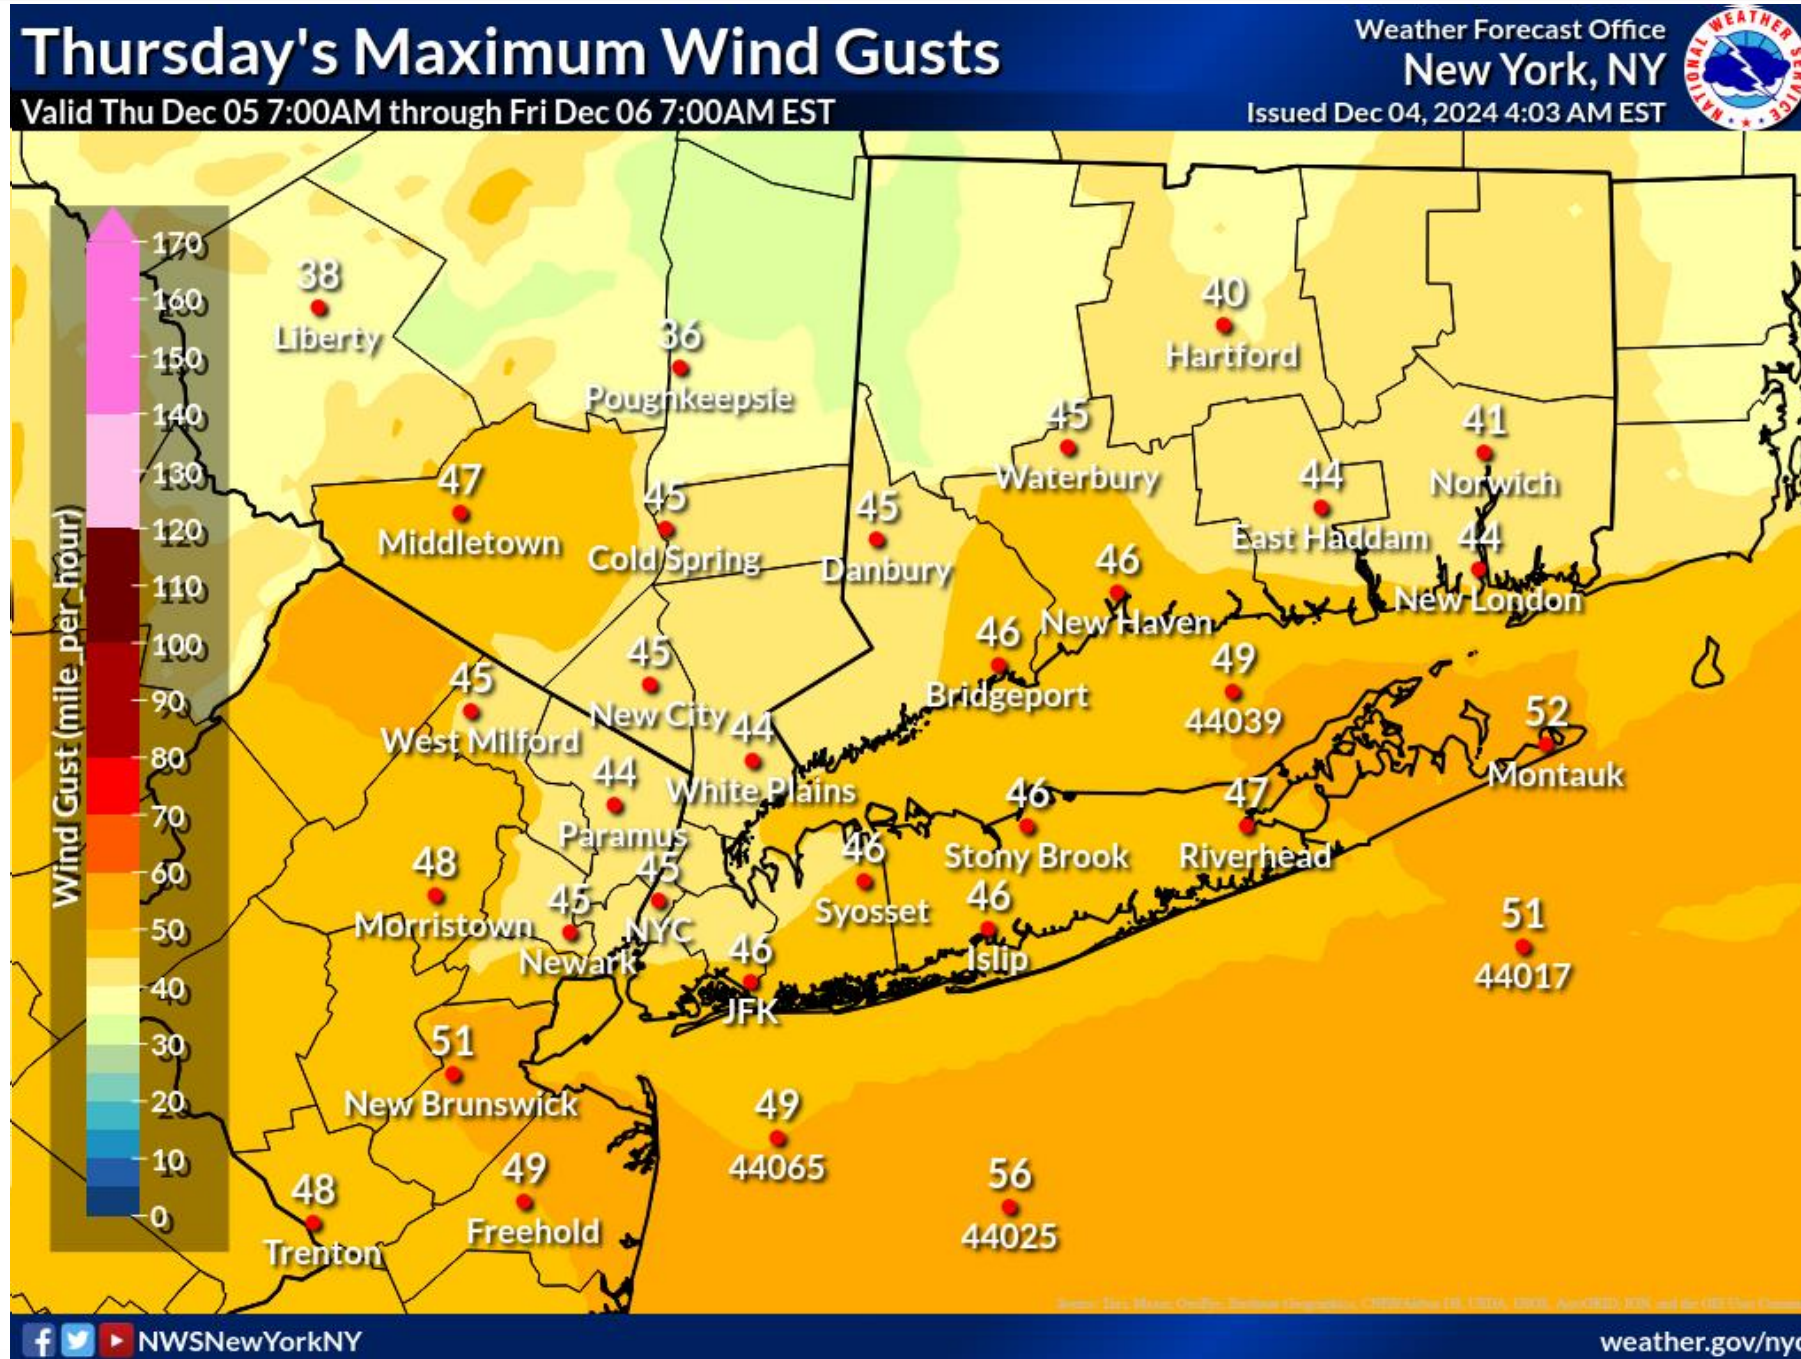 Thursday's Maximum Wind Gusts
Valid Thu Dec 05 7:00AM through Fri Dec 06 7:00AM EST
Weather Forecast Office
New York, NY
Issued Dec 04, 2024 4:03 AM EST
NATIONAL WEATHER SERVICE
Wind Gust (mile_per_hour)
170
160
150
140
130
120
110
100
90
80
70
60
50
40
30
20
10
0
38
Liberty
36
Poughkeepsie
40
Hartford
45
Waterbury
41
Norwich
47
Middletown
45
Cold Spring
45
Danbury
44
East Haddam
44
New London
46
New Haven
46
Bridgeport
49
44039
52
Montauk
45
West Milford
45
New City
44
White Plains
44
Paramus
46
Stony Brook
47
Riverhead
48
Morristown
45
Newark
45
NYC
46
Syosset
46
Islip
46
JFK
51
44017
51
New Brunswick
49
44065
56
44025
49
Freehold
48
Trenton
NWSNewYorkNY
weather.gov/nyc